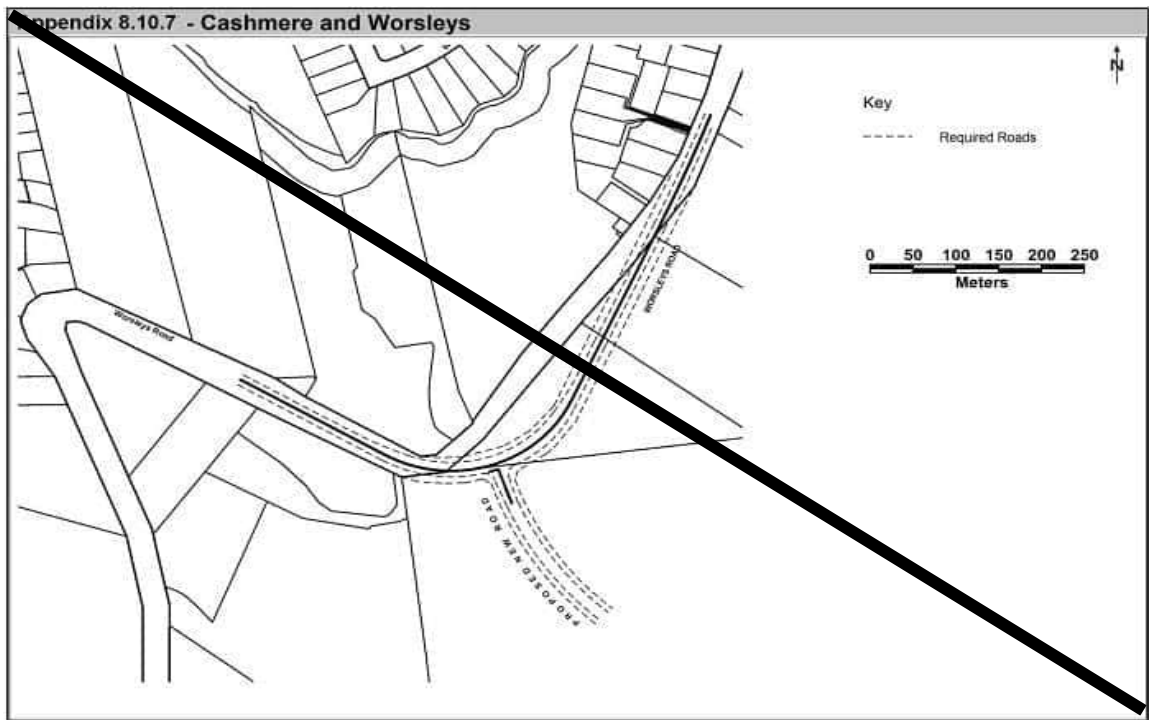 Appendix 8.10.7 - Cashmere and Worsleys
N
Key
Required Roads
0 50 100 150 200 250
Meters
Worsleys Road
WORSLEYS ROAD
PROPOSED NEW ROAD